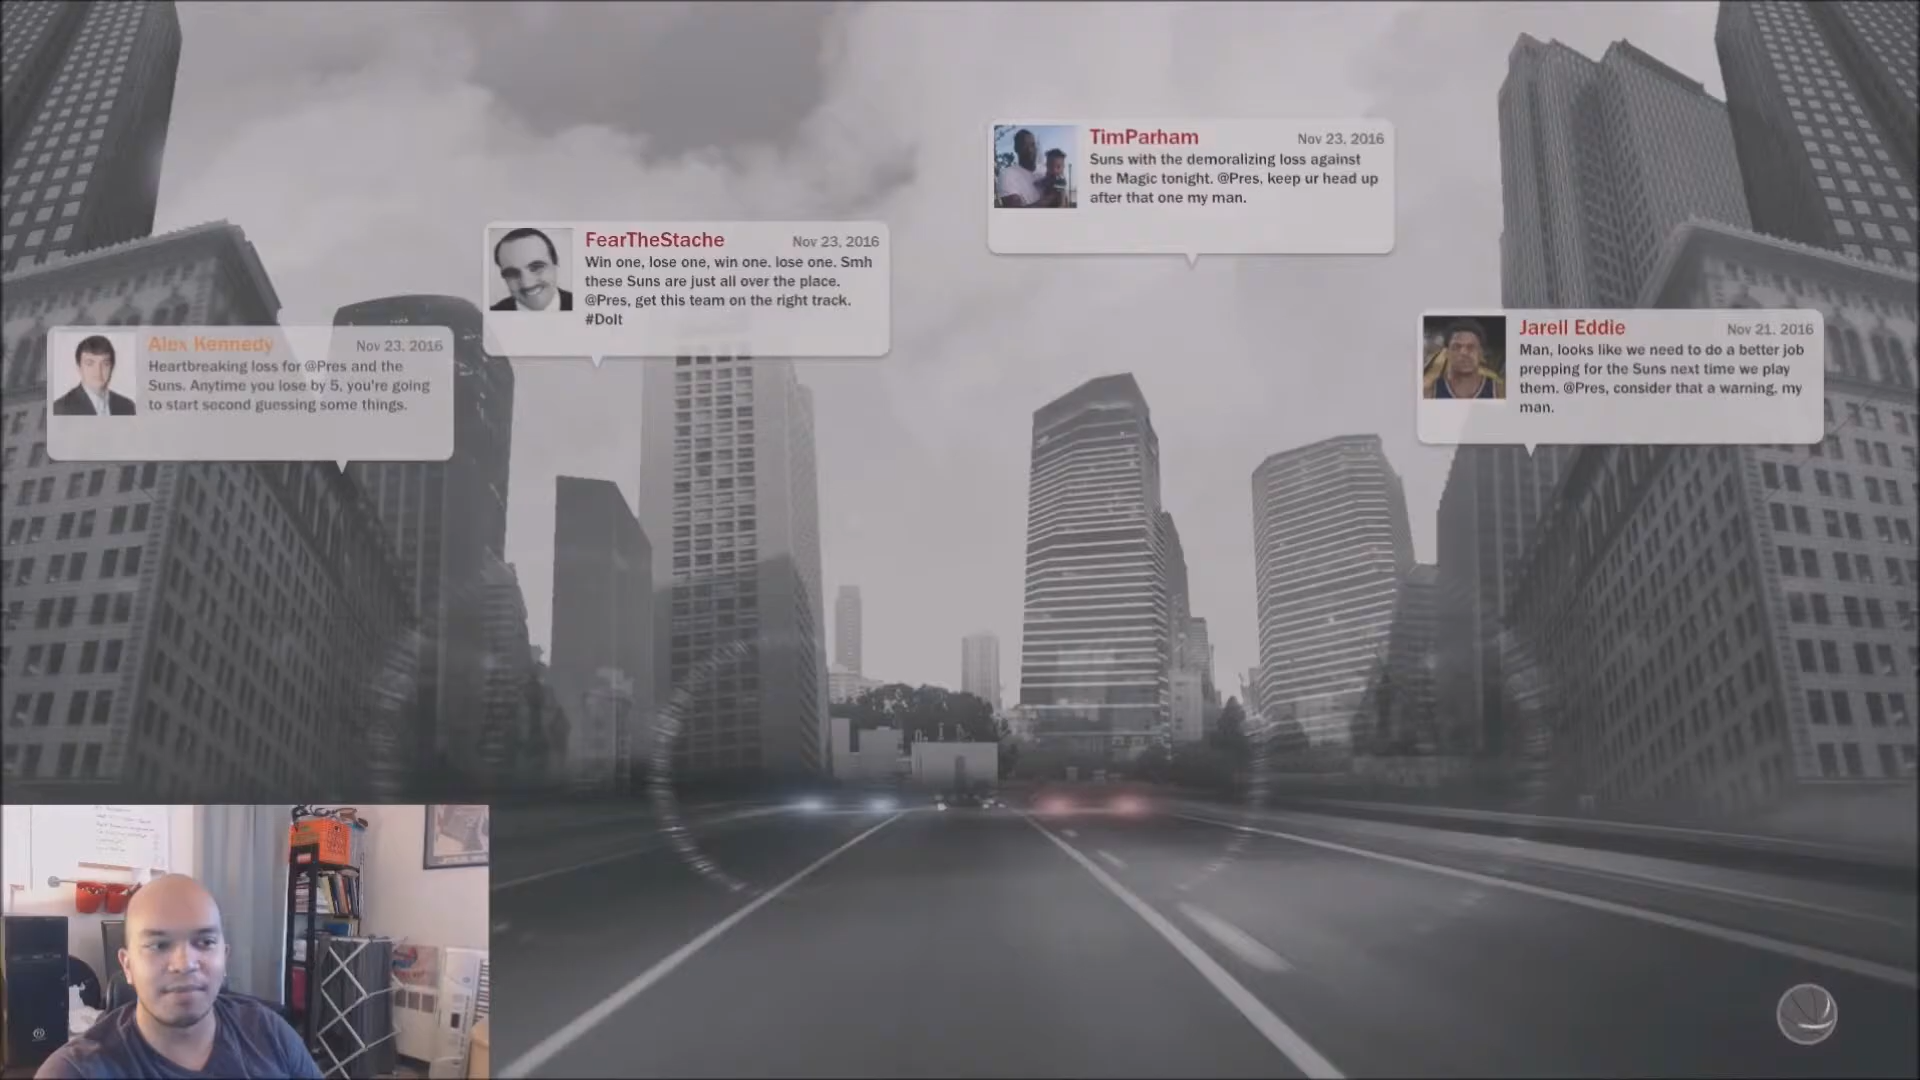 Alex Kennedy Nov 23, 2016
Heartbreaking loss for @Pres and the
Suns. Anytime you lose by 5, you're going
to start second guessing some things.
FearTheStache Nov 23, 2016
Win one, lose one, win one. lose one. Smh
these Suns are just all over the place.
@Pres, get this team on the right track.
#DoIt
TimParham Nov 23, 2016
Suns with the demoralizing loss against
the Magic tonight. @Pres, keep ur head up
after that one my man.
Jarell Eddie Nov 21, 2016
Man, looks like we need to do a better job
prepping for the Suns next time we play
them. @Pres, consider that a warning, my
man.